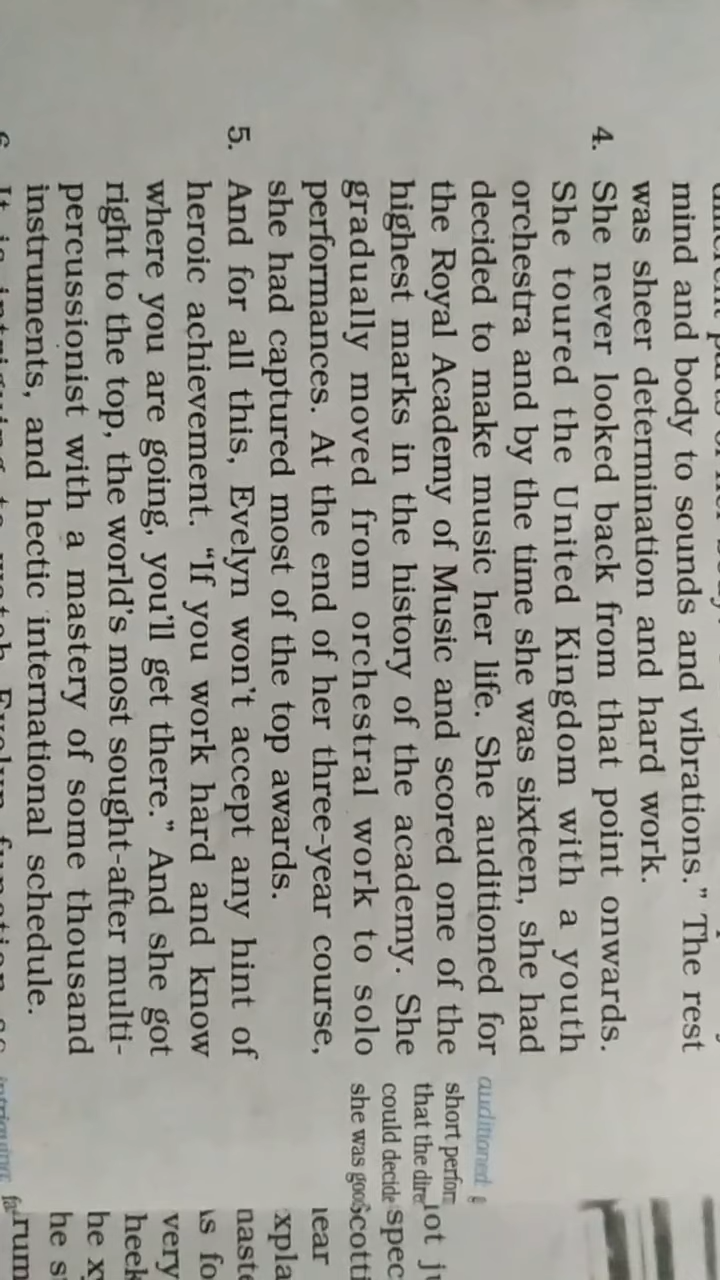 mind and body to sounds and vibrations." The rest
was sheer determination and hard work.
4. She never looked back from that point onwards.
She toured the United Kingdom with a youth
orchestra and by the time she was sixteen, she had
decided to make music her life. She auditioned for
the Royal Academy of Music and scored one of the
highest marks in the history of the academy. She
gradually moved from orchestral work to solo
performances. At the end of her three-year course,
she had captured most of the top awards.
5. And for all this, Evelyn won't accept any hint of
heroic achievement. "If you work hard and know
where you are going, you'll get there." And she got
right to the top, the world's most sought-after multi-
percussionist with a mastery of some thousand
instruments, and hectic international schedule.
auditioned
short
that the
could decide
she was
very